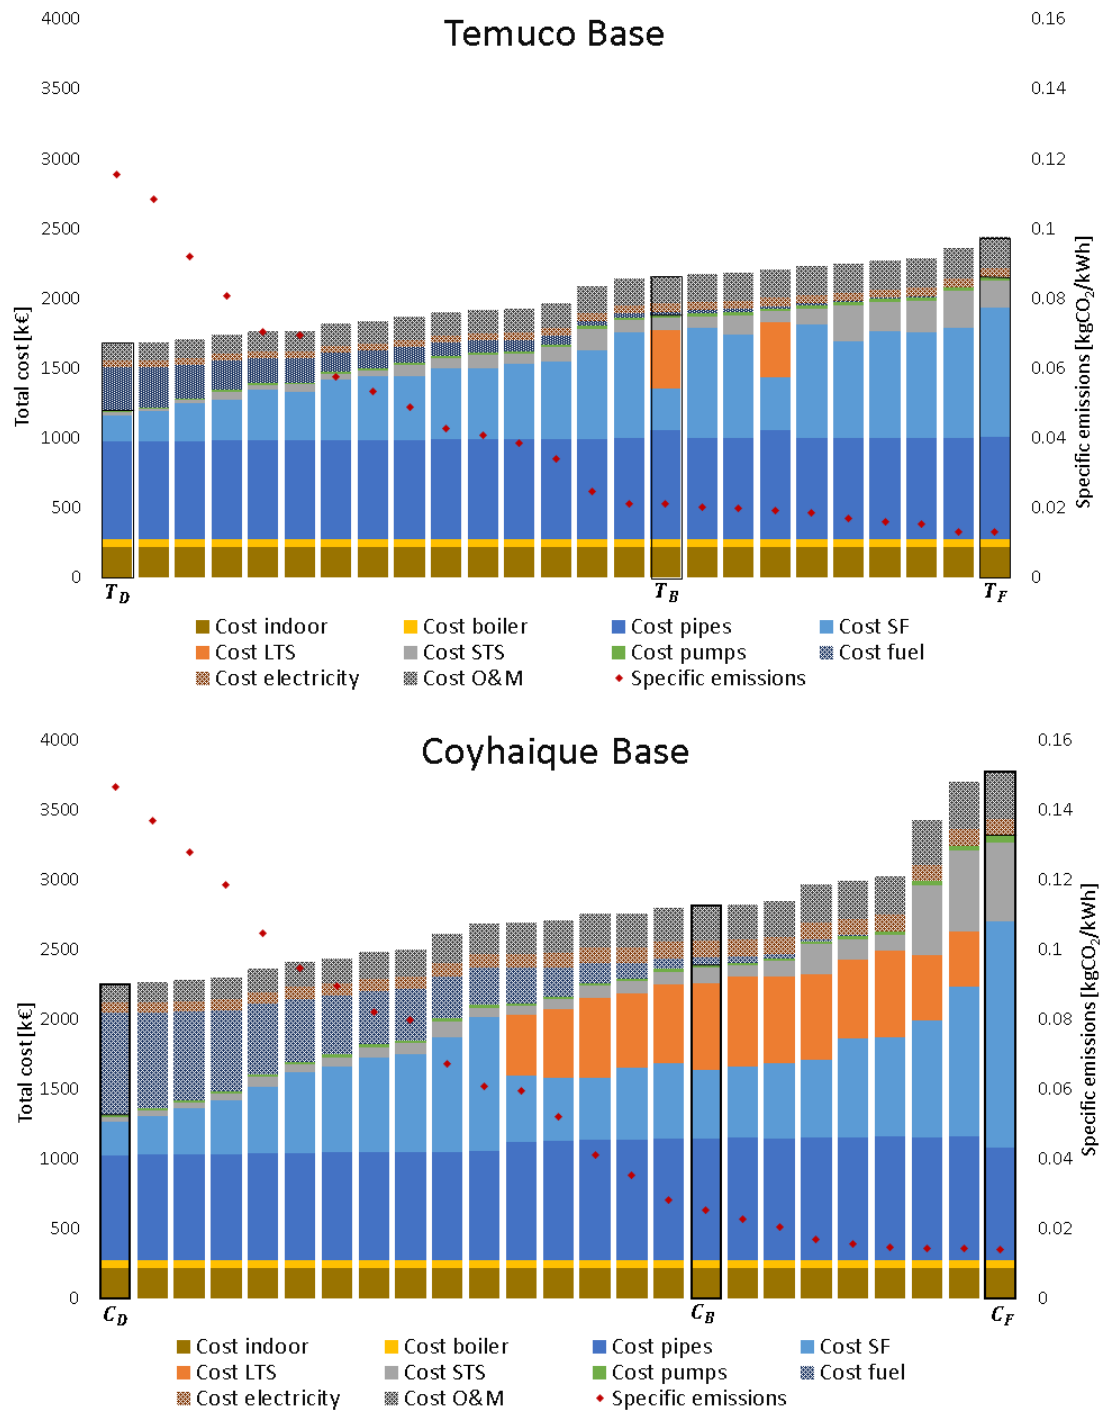 Temuco Base
4000
3500
3000
2500
2000
1500
1000
500
0
Total cost [k€]
0.16
0.14
0.12
0.1
0.08
0.06
0.04
0.02
0
Specific emissions [kgCO₂/kWh]
T_D T_B T_F
Cost indoor Cost boiler Cost pipes Cost SF
Cost LTS Cost STS Cost pumps Cost fuel
Cost electricity Cost O&M Specific emissions
Coyhaique Base
4000
3500
3000
2500
2000
1500
1000
500
0
Total cost [k€]
0.16
0.14
0.12
0.1
0.08
0.06
0.04
0.02
0
Specific emissions [kgCO₂/kWh]
C_D C_B C_F
Cost indoor Cost boiler Cost pipes Cost SF
Cost LTS Cost STS Cost pumps Cost fuel
Cost electricity Cost O&M Specific emissions